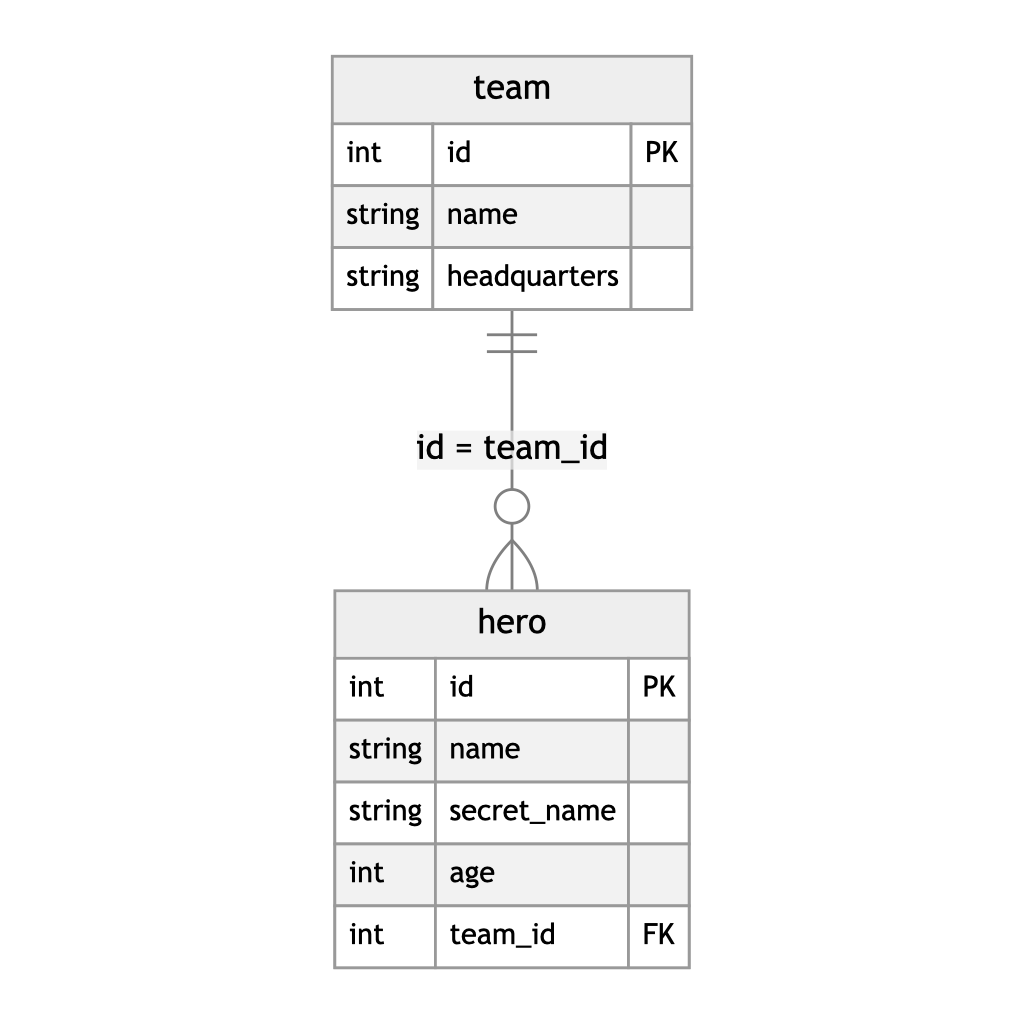 team
int id PK
string name
string headquarters
id = team_id
hero
int id PK
string name
string secret_name
int age
int team_id FK